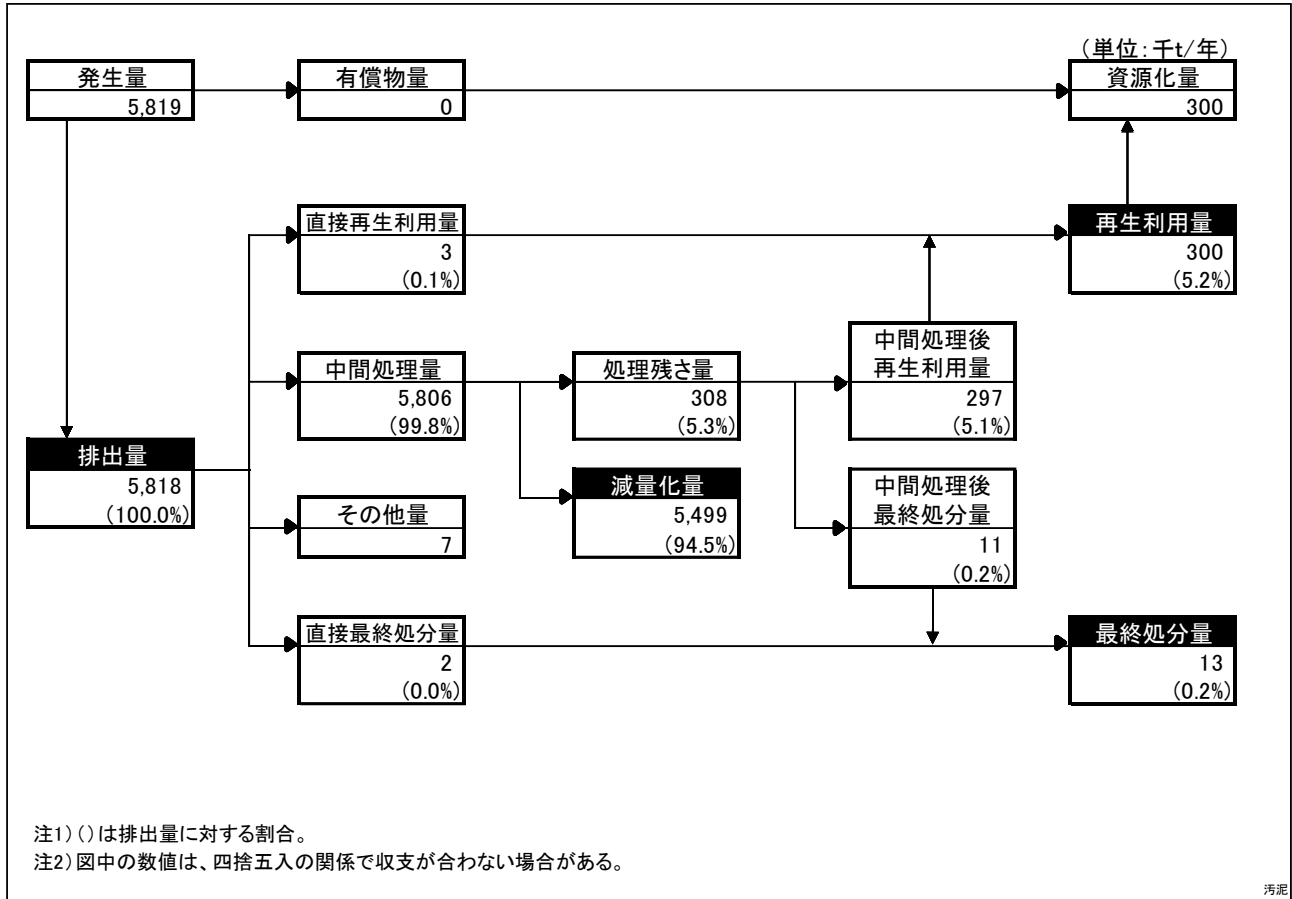 （単位：千t/年）
発生量
5,819
有償物量
0
資源化量
300
直接再生利用量
3
（0.1%）
再生利用量
300
（5.2%）
中間処理量
5,806
（99.8%）
処理残さ量
308
（5.3%）
中間処理後
再生利用量
297
（5.1%）
排出量
5,818
（100.0%）
その他量
7
減量化量
5,499
（94.5%）
中間処理後
最終処分量
11
（0.2%）
直接最終処分量
2
（0.0%）
最終処分量
13
（0.2%）
注1）（）は排出量に対する割合。
注2）図中の数値は、四捨五入の関係で収支が合わない場合がある。
汚泥